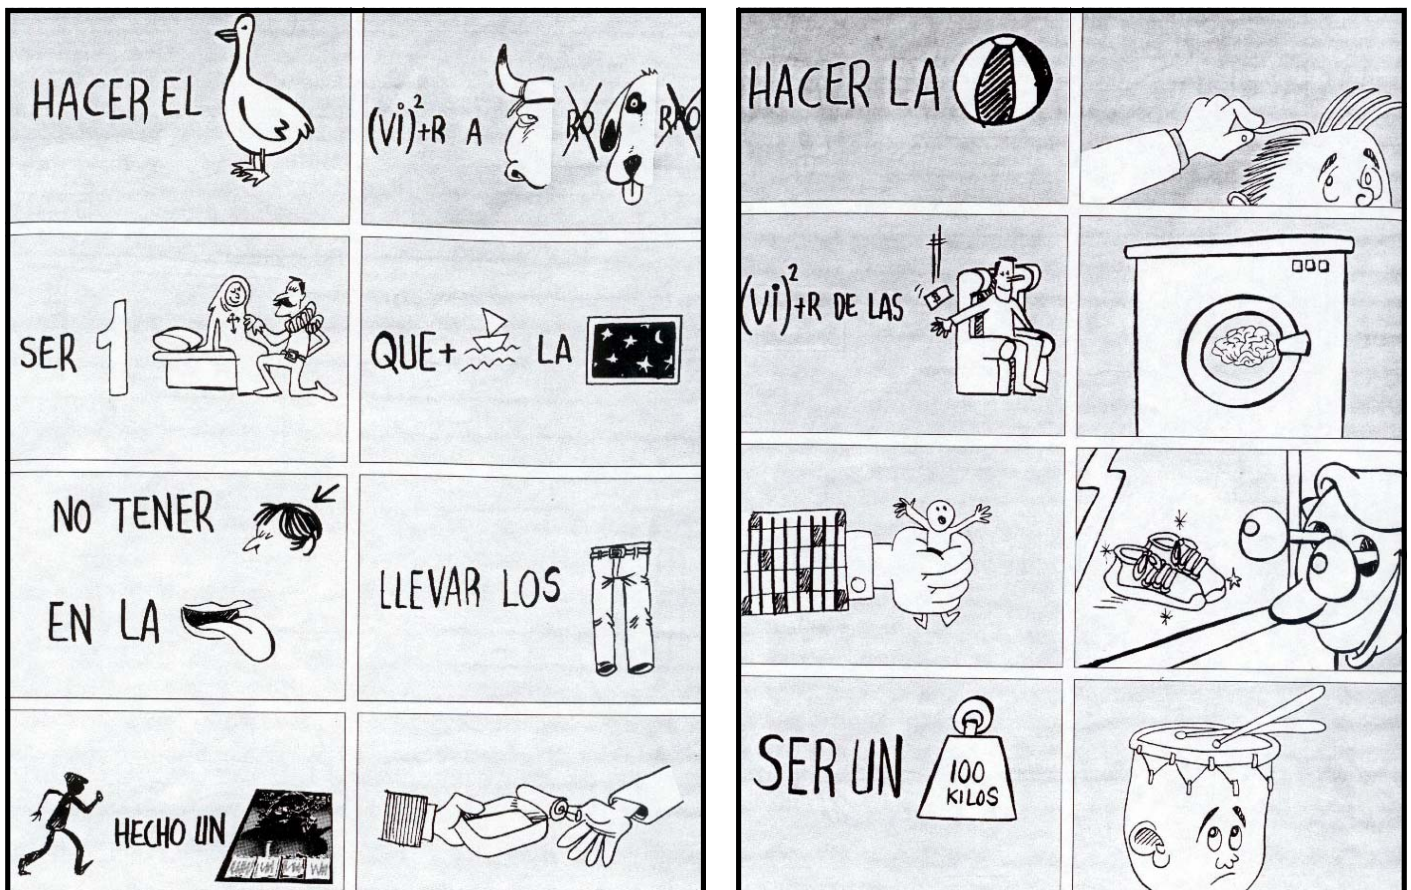 HACER EL
(Vi)²+R A RO RRO
SER 1
QUE+ LA
NO TENER
EN LA
LLEVAR LOS
HECHO UN
HACER LA
(Vi)²+R DE LAS
SER UN
100
KILOS